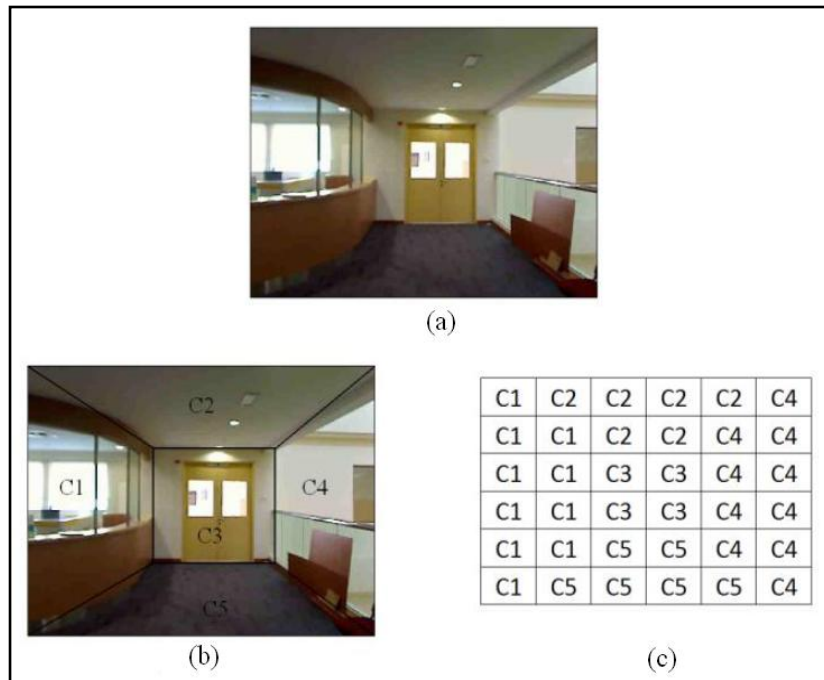 (a)
C2
C1
C4
C3
C5
(b)
C1 C2 C2 C2 C2 C4
C1 C1 C2 C2 C4 C4
C1 C1 C3 C3 C4 C4
C1 C1 C3 C3 C4 C4
C1 C1 C5 C5 C4 C4
C1 C5 C5 C5 C5 C4
(c)